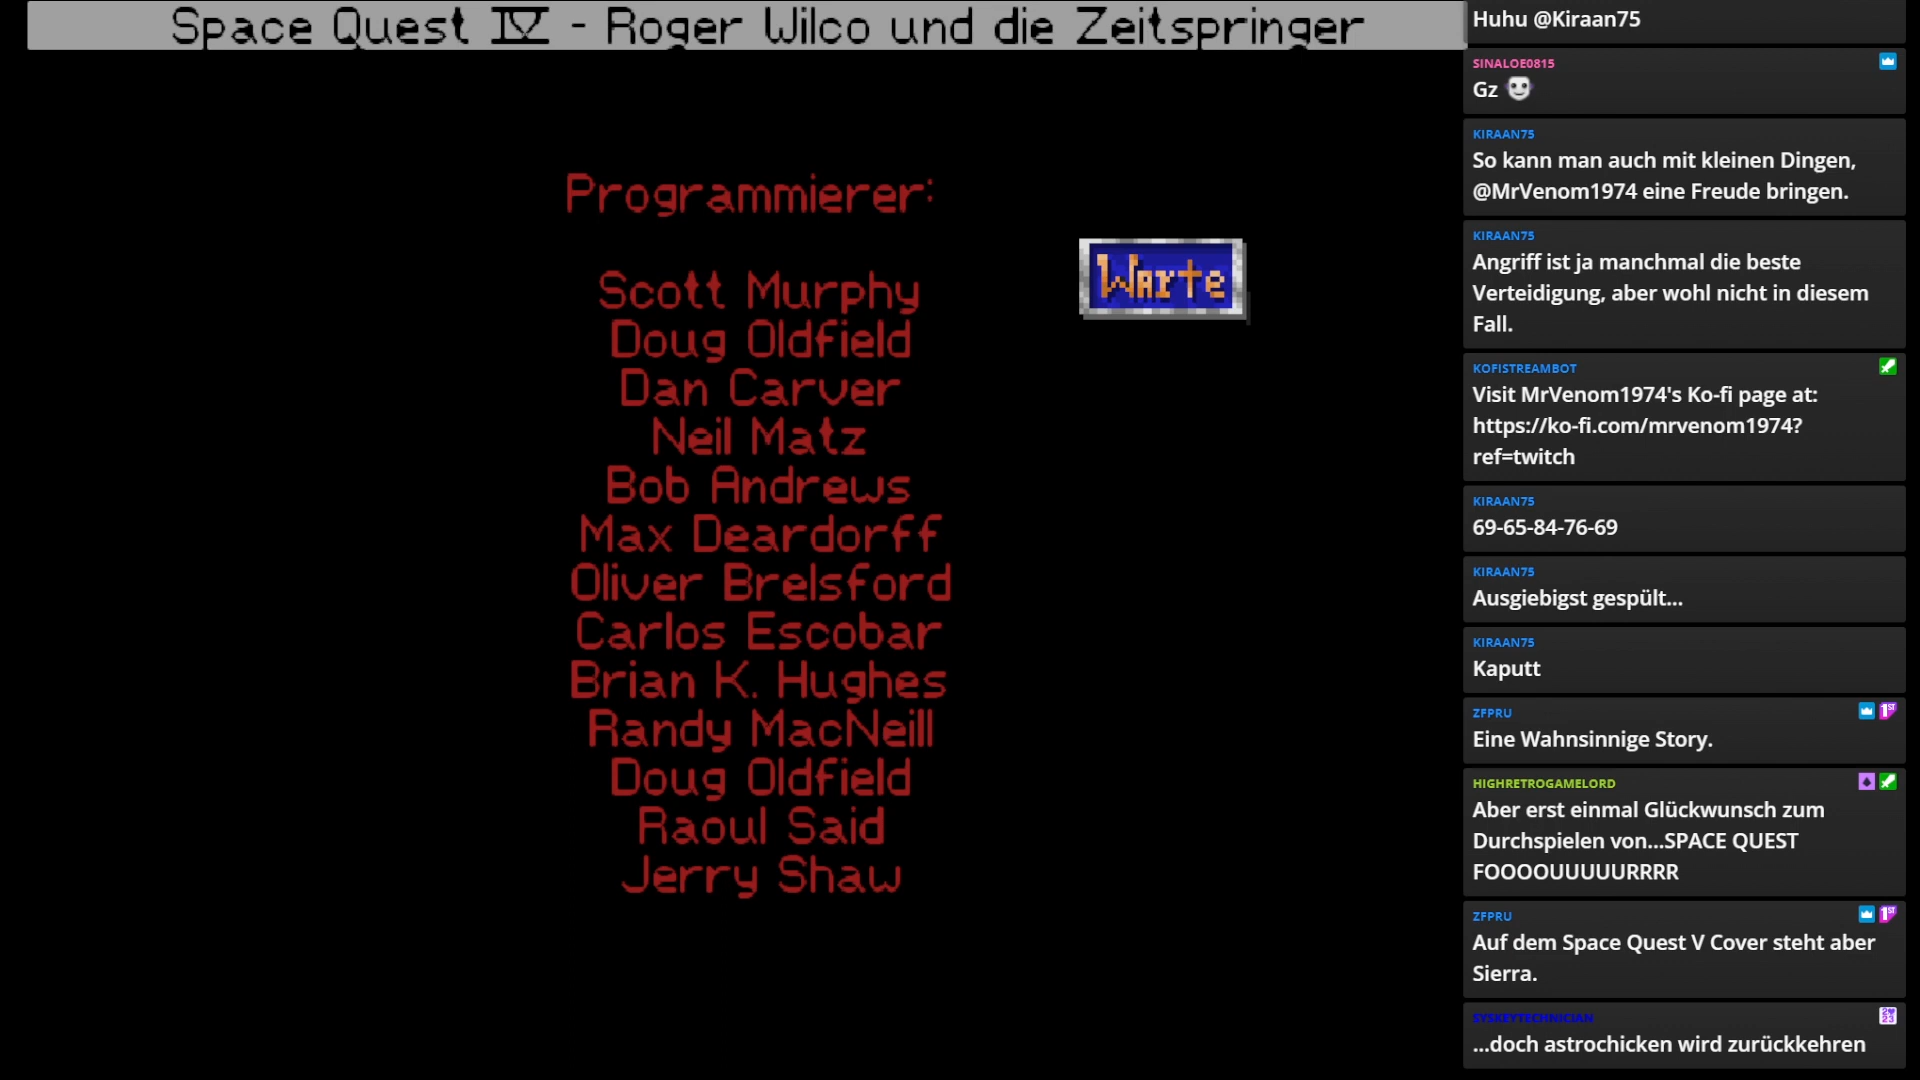 Space Quest IV - Roger Wilco und die Zeitspringer
Programmierer:
Scott Murphy
Doug Oldfield
Dan Carver
Neil Matz
Bob Andrews
Max Deardorff
Oliver Brelsford
Carlos Escobar
Brian K. Hughes
Randy MacNeill
Doug Oldfield
Raoul Said
Jerry Shaw
Warte
Huhu @Kiraan75
SINALOE0815
Gz
KIRAAN75
So kann man auch mit kleinen Dingen,
@MrVenom1974 eine Freude bringen.
KIRAAN75
Angriff ist ja manchmal die beste
Verteidigung, aber wohl nicht in diesem
Fall.
KOFISTREAMBOT
Visit MrVenom1974's Ko-fi page at:
https://ko-fi.com/mrvenom1974?
ref=twitch
KIRAAN75
69-65-84-76-69
KIRAAN75
Ausgiebigst gespült...
KIRAAN75
Kaputt
ZFPRU
1ST
Eine Wahnsinnige Story.
HIGHRETROGAMELORD
Aber erst einmal Glückwunsch zum
Durchspielen von...SPACE QUEST
FOOOOUUUUURRRR
ZFPRU
1ST
Auf dem Space Quest V Cover steht aber
Sierra.
SYSKEYTECHNICIAN
...doch astrochicken wird zurückkehren